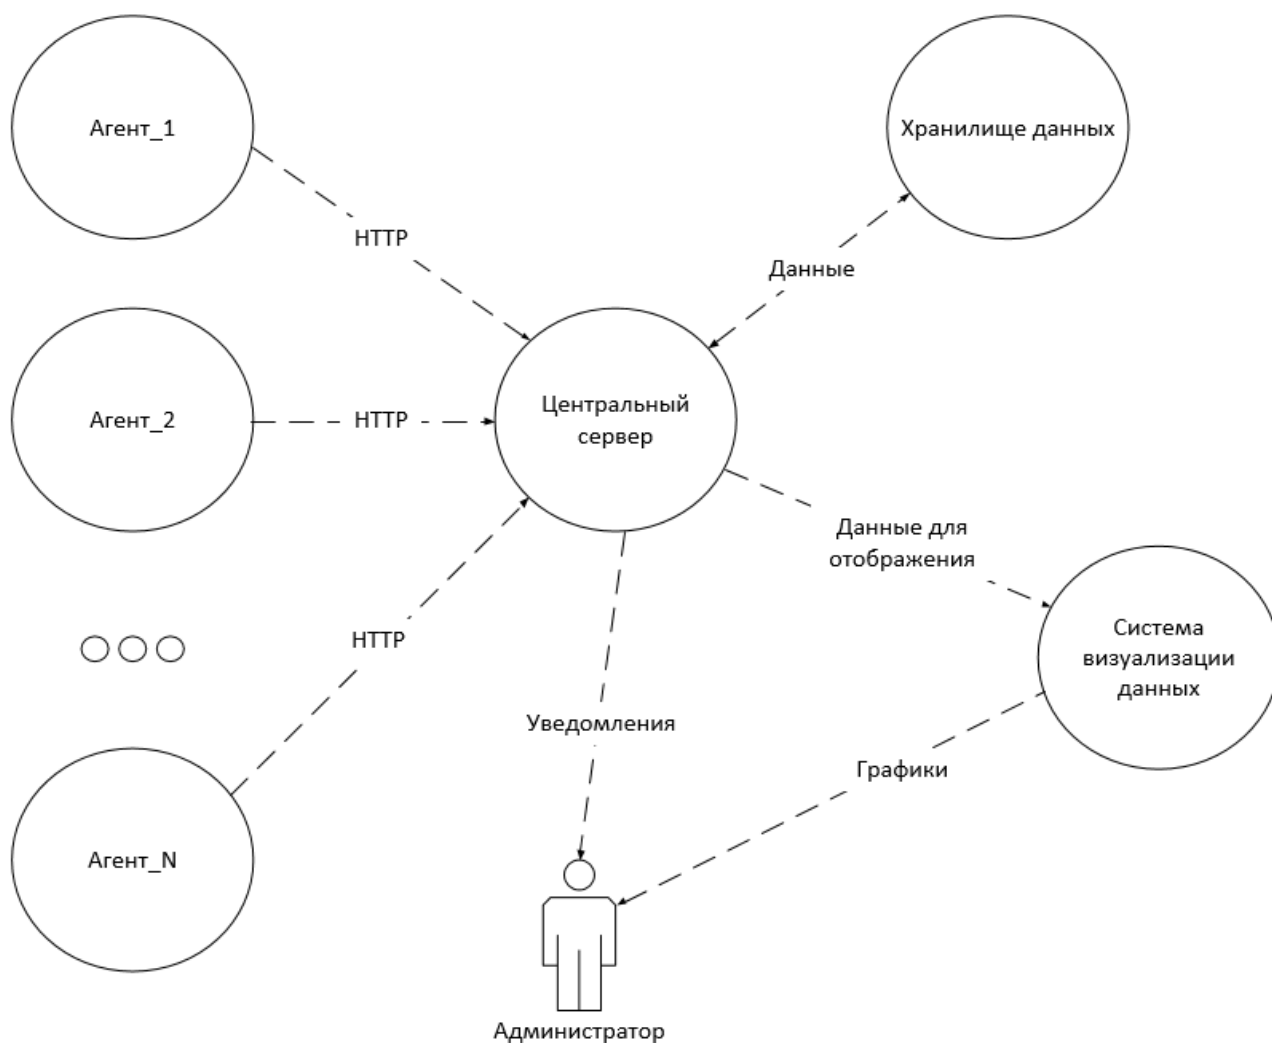 Агент_1
Хранилище данных
HTTP
Данные
Агент_2
HTTP
Центральный
сервер
Данные для
отображения
HTTP
Система
визуализации
данных
Уведомления
Графики
Агент_N
Администратор